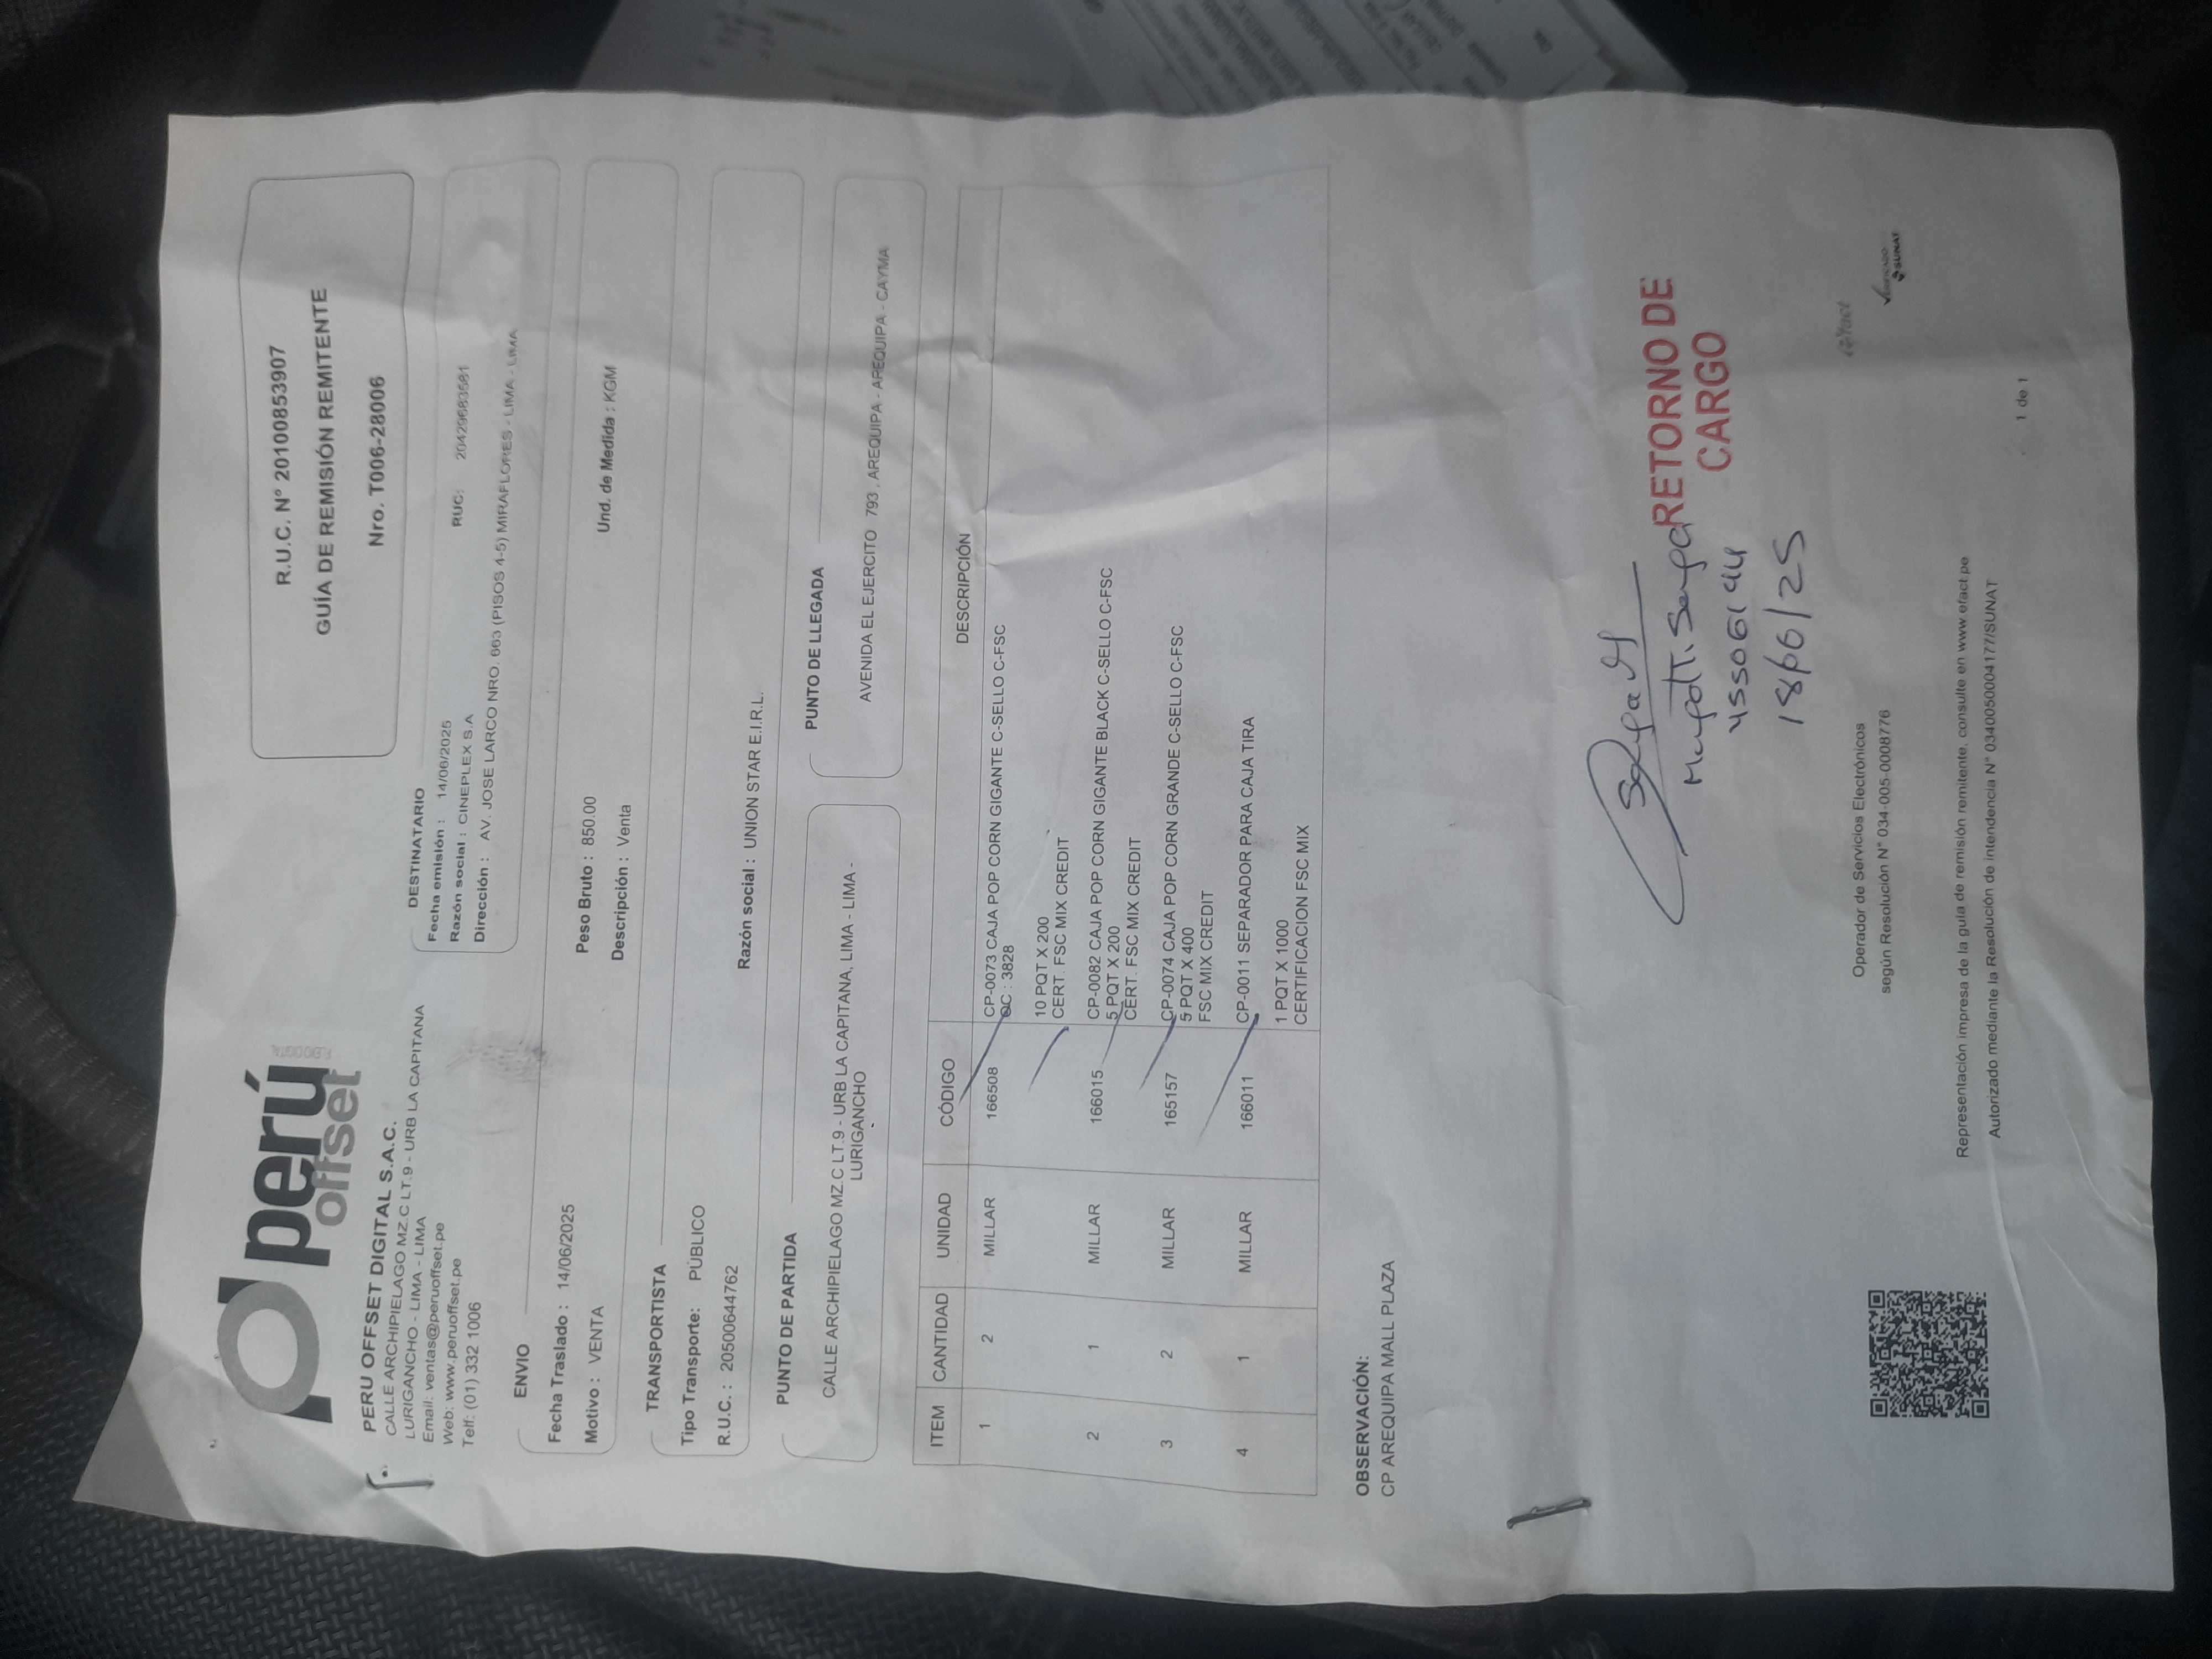 perú
offset
PERU OFFSET DIGITAL S.A.C.
CALLE ARCHIPIELAGO MZ.C LT.9 - URB LA CAPITANA
LURIGANCHO - LIMA - LIMA
Email: ventas@peruoffset.pe
Web: www.peruoffset.pe
Telf: (01) 332 1006
R.U.C. N° 20100853907
GUÍA DE REMISIÓN REMITENTE
Nro. T006-28006
DESTINATARIO
Fecha emisión : 14/06/2025
Razón social : CINEPLEX S.A
RUC: 20429683581
Dirección : AV. JOSE LARCO NRO. 663 (PISOS 4-5) MIRAFLORES - LIMA - LIMA
ENVIO
Fecha Traslado : 14/06/2025
Peso Bruto : 850.00
Und. de Medida : KGM
Motivo : VENTA
Descripción : Venta
TRANSPORTISTA
Tipo Transporte: PÚBLICO
R.U.C. : 20500644762
Razón social : UNION STAR E.I.R.L.
PUNTO DE PARTIDA
CALLE ARCHIPIELAGO MZ.C LT.9 - URB LA CAPITANA, LIMA - LIMA -
LURIGANCHO
PUNTO DE LLEGADA
AVENIDA EL EJERCITO 793 , AREQUIPA - AREQUIPA - CAYMA
ITEM CANTIDAD UNIDAD CÓDIGO DESCRIPCIÓN
1 2 MILLAR 166508 CP-0073 CAJA POP CORN GIGANTE C-SELLO C-FSC
OC : 3828
10 PQT X 200
CERT. FSC MIX CREDIT
2 1 MILLAR 166015 CP-0082 CAJA POP CORN GIGANTE BLACK C-SELLO C-FSC
5 PQT X 200
CERT. FSC MIX CREDIT
3 2 MILLAR 165157 CP-0074 CAJA POP CORN GRANDE C-SELLO C-FSC
5 PQT X 400
FSC MIX CREDIT
4 1 MILLAR 166011 CP-0011 SEPARADOR PARA CAJA TIRA
1 PQT X 1000
CERTIFICACION FSC MIX
OBSERVACIÓN:
CP AREQUIPA MALL PLAZA
RETORNO DE
CARGO
45506144
18/06/25
Operador de Servicios Electrónicos
según Resolución N° 034-005-0008776
efact
SUNAT
Representación impresa de la guía de remisión remitente, consulte en www.efact.pe
Autorizado mediante la Resolución de intendencia N° 0340050004177/SUNAT
1 de 1